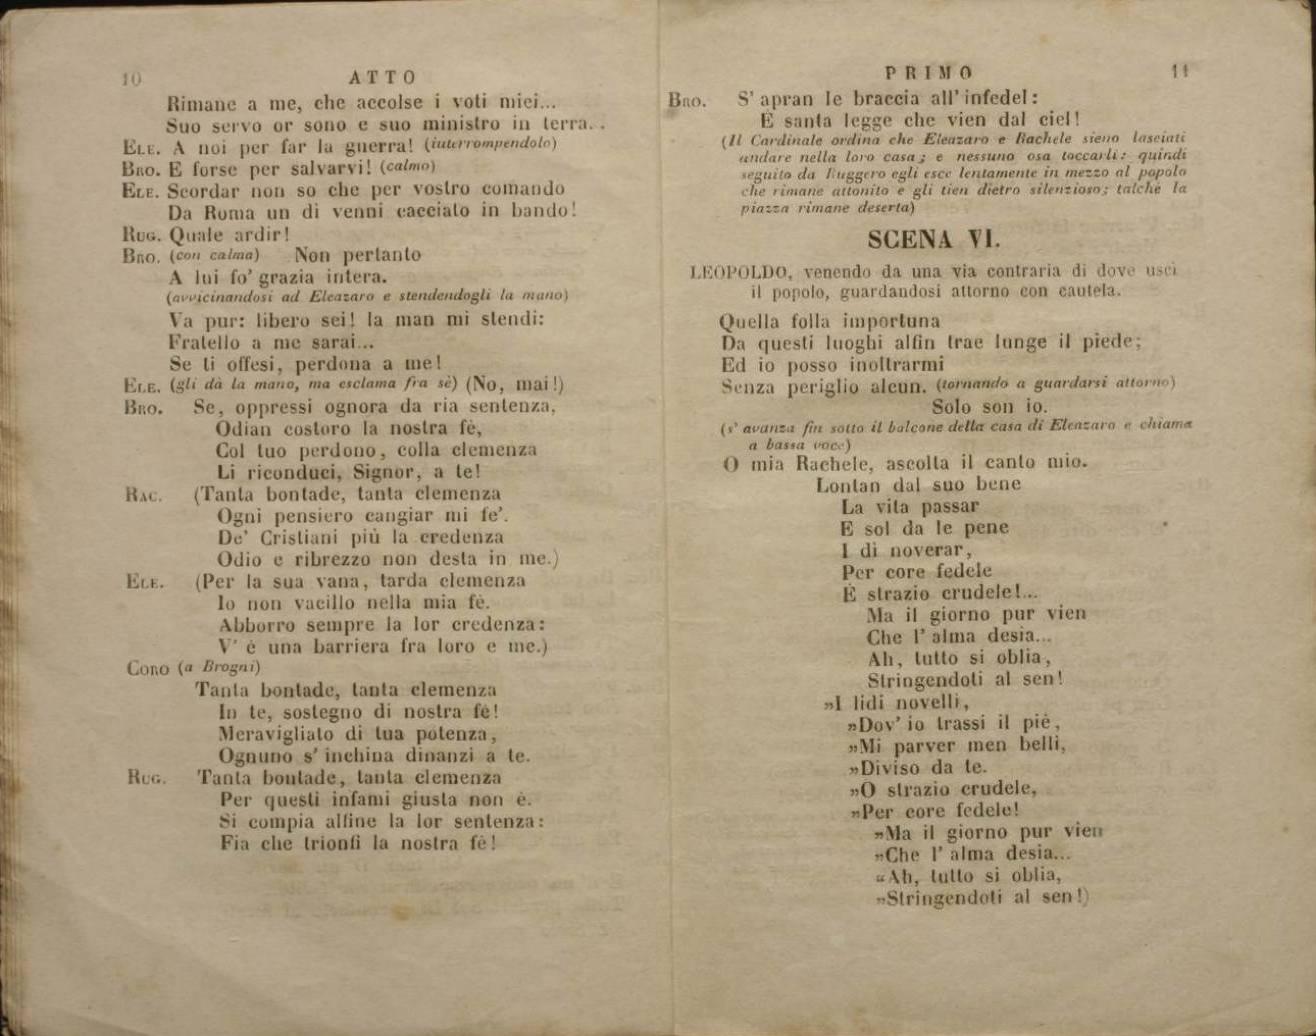 10
ATTO
Rimane a me, che accolse i voti miei...
Suo servo or sono e suo ministro in terra..
ELE. A noi per far la guerra! (interrompendolo)
BRO. E forse per salvarvi! (calmo)
ELE. Scordar non so che per vostro comando
Da Roma un dì venni cacciato in bando!
RUG. Quale ardir!
BRO. (con calma) Non pertanto
A lui fo' grazia intera.
(avvicinandosi ad Eleazaro e stendendogli la mano)
Va pur: libero sei! la man mi stendi:
Fratello a me sarai...
Se ti offesi, perdona a me!
ELE. (gli dà la mano, ma esclama fra sè) (No, mai!)
BRO. Se, oppressi ognora da ria sentenza,
Odian costoro la nostra fè,
Col tuo perdono, colla clemenza
Li riconduci, Signor, a te!
RAC. (Tanta bontade, tanta clemenza
Ogni pensiero cangiar mi fe'.
De' Cristiani più la credenza
Odio e ribrezzo non desta in me.)
ELE. (Per la sua vana, tarda clemenza
Io non vacillo nella mia fè.
Abborro sempre la lor credenza:
V' è una barriera fra loro e me.)
CORO (a Brogni)
Tanta bontade, tanta clemenza
In te, sostegno di nostra fè!
Meravigliato di tua potenza,
Ognuno s' inchina dinanzi a te.
RUG. Tanta bontade, tanta clemenza
Per questi infami giusta non è.
Si compia alfine la lor sentenza:
Fia che trionfi la nostra fè!
PRIMO
11
BRO. S' apran le braccia all' infedel:
È santa legge che vien dal ciel!
(Il Cardinale ordina che Eleazaro e Rachele sieno lasciati
andare nella loro casa; e nessuno osa toccarli: quindi
seguito da Ruggero egli esce lentamente in mezzo al popolo
che rimane attonito e gli tien dietro silenzioso; talchè la
piazza rimane deserta)
SCENA VI.
LEOPOLDO, venendo da una via contraria di dove uscì
il popolo, guardandosi attorno con cautela.
Quella folla importuna
Da questi luoghi alfin trae lunge il piede;
Ed io posso inoltrarmi
Senza periglio alcun. (tornando a guardarsi attorno)
Solo son io.
(s' avanza fin sotto il balcone della casa di Eleazaro e chiama
a bassa voce)
O mia Rachele, ascolta il canto mio.
Lontan dal suo bene
La vita passar
E sol da le pene
I dì noverar,
Per core fedele
È strazio crudele!...
Ma il giorno pur vien
Che l' alma desìa...
Ah, tutto si oblia,
Stringendoti al sen!
»I lidi novelli,
»Dov' io trassi il piè,
»Mi parver men belli,
»Diviso da te.
»O strazio crudele,
»Per core fedele!
»Ma il giorno pur vien
»Che l' alma desìa...
“Ah, tutto si oblia,
»Stringendoti al sen!)